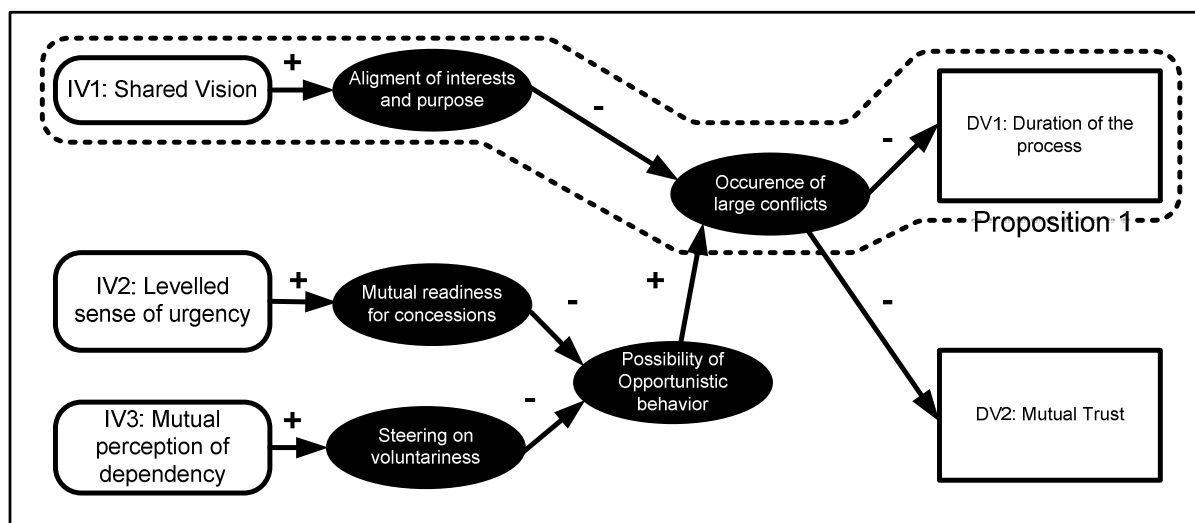 IV1: Shared Vision
+
Aligment of interests
and purpose
-
Occurence of
large conflicts
-
DV1: Duration of the
process
Proposition 1
IV2: Levelled
sense of urgency
+
Mutual readiness
for concessions
-
+
Possibility of
Opportunistic
behavior
-
DV2: Mutual Trust
IV3: Mutual
perception of
dependency
+
Steering on
voluntariness
-